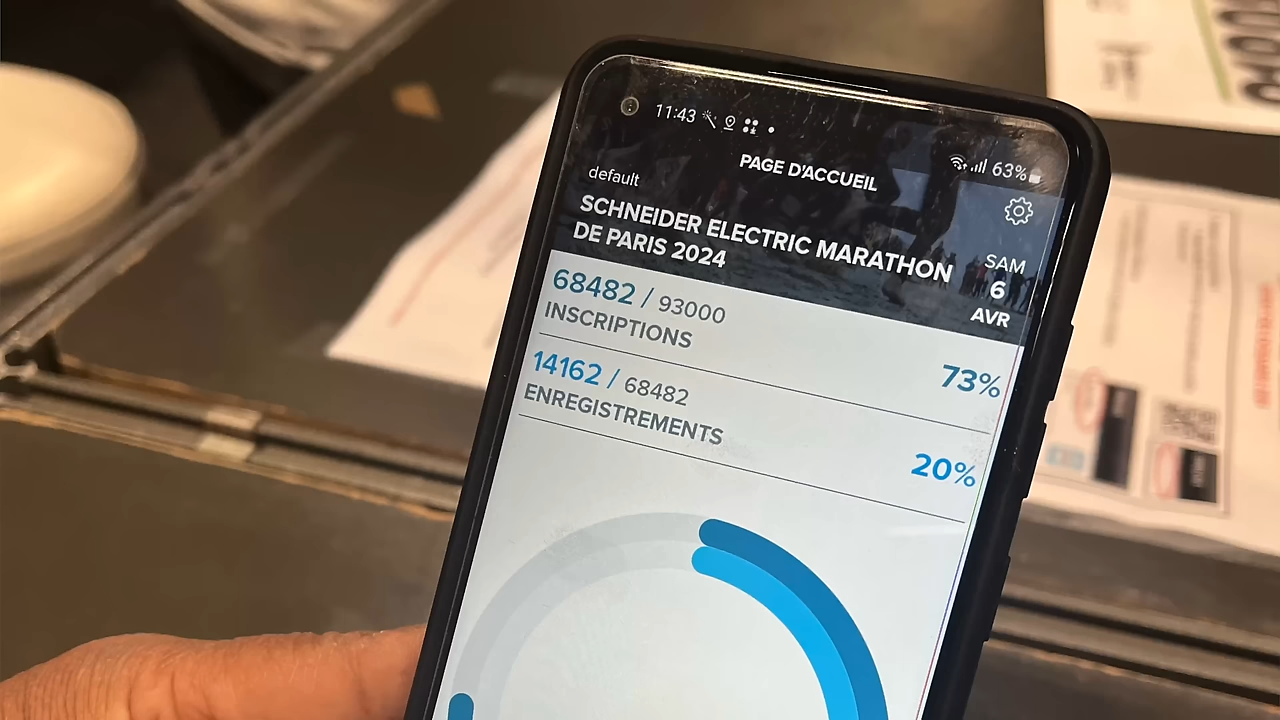 11:43
63%
PAGE D'ACCUEIL
default
SCHNEIDER ELECTRIC MARATHON
DE PARIS 2024
SAM
6
AVR
68482 / 93000
INSCRIPTIONS
73%
14162 / 68482
ENREGISTREMENTS
20%